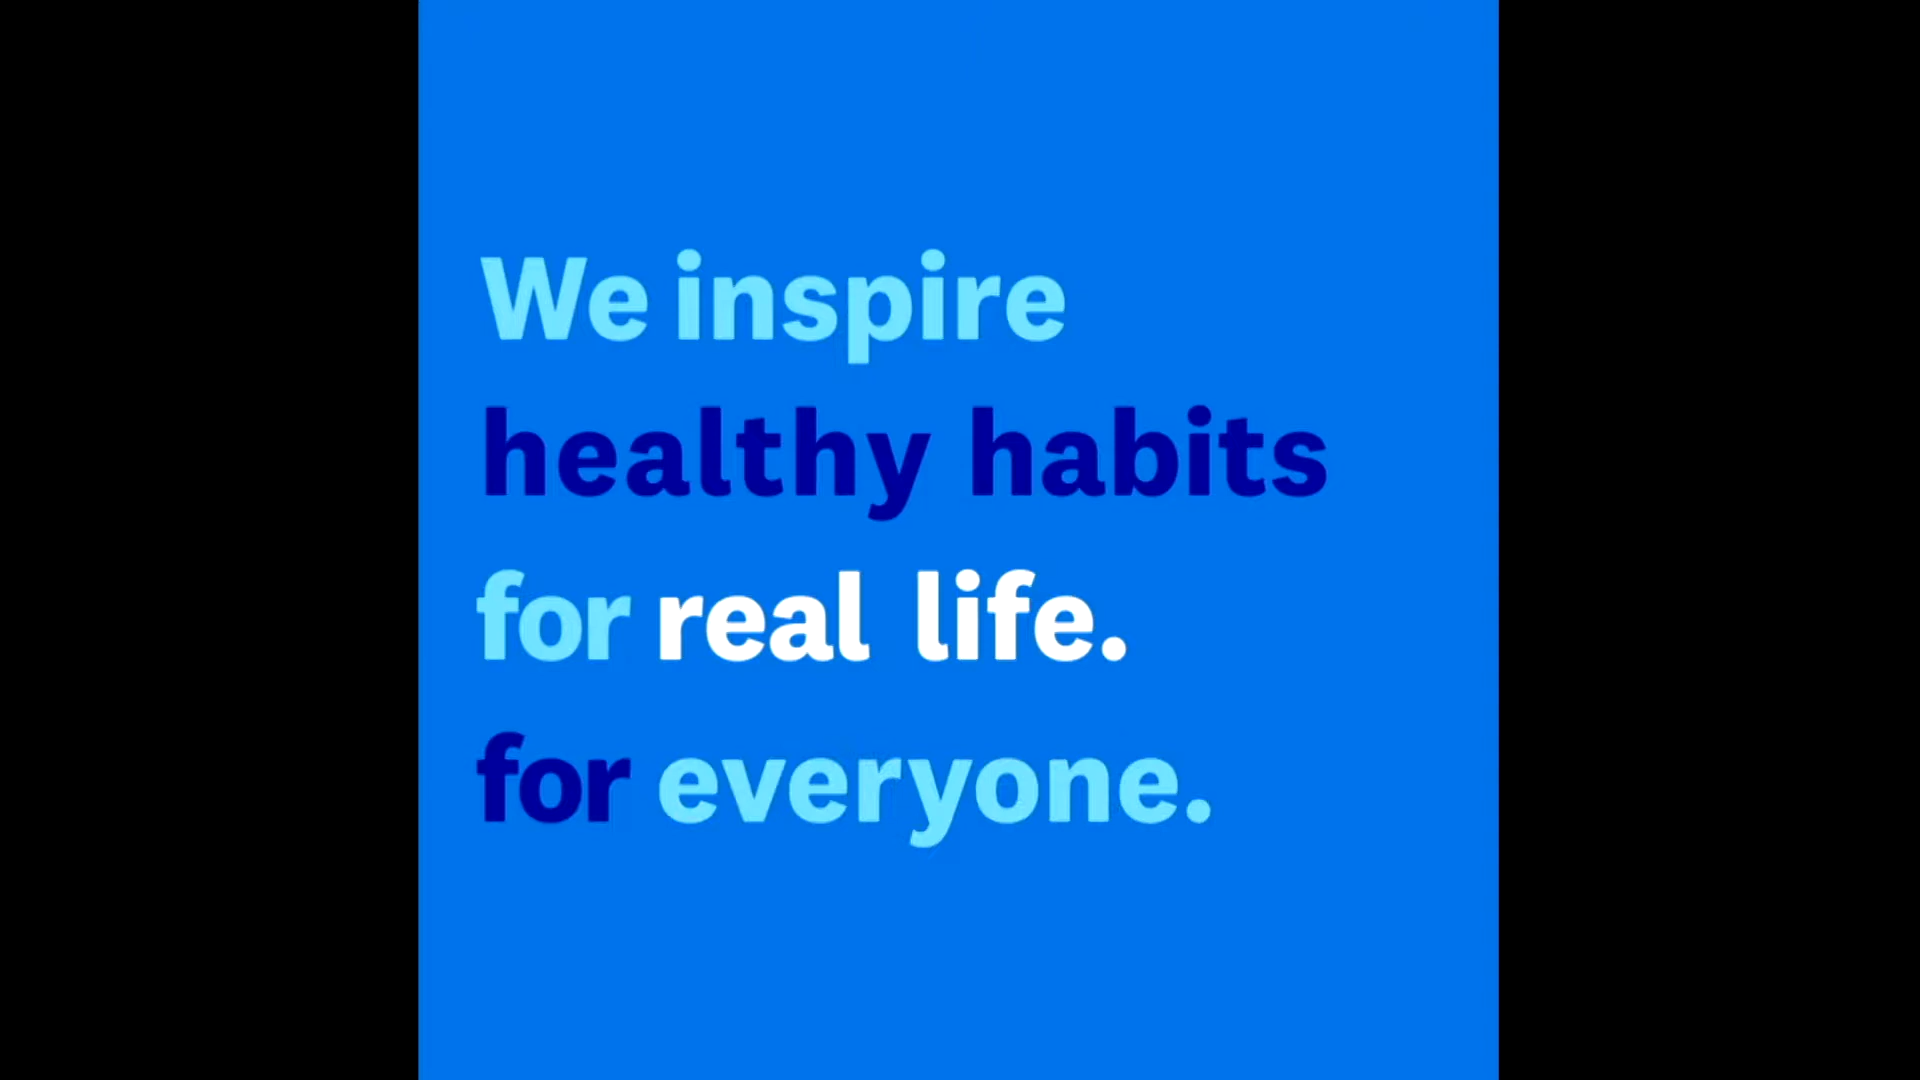 We inspire
healthy habits
for real life.
for everyone.